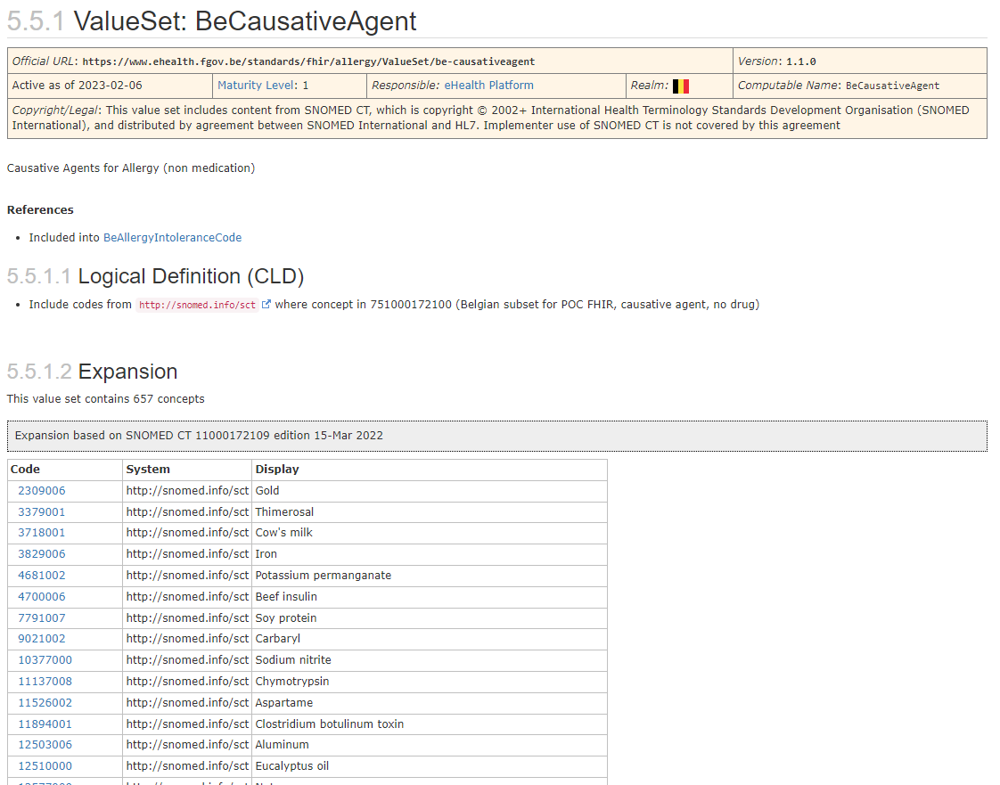 5.5.1 ValueSet: BeCausativeAgent
Official URL: https://www.ehealth.fgov.be/standards/fhir/allergy/ValueSet/be-causativeagent Version: 1.1.0
Active as of 2023-02-06 Maturity Level: 1 Responsible: eHealth Platform Realm: Computable Name: BeCausativeAgent
Copyright/Legal: This value set includes content from SNOMED CT, which is copyright © 2002+ International Health Terminology Standards Development Organisation (SNOMED
International), and distributed by agreement between SNOMED International and HL7. Implementer use of SNOMED CT is not covered by this agreement
Causative Agents for Allergy (non medication)
References
• Included into BeAllergyIntoleranceCode
5.5.1.1 Logical Definition (CLD)
• Include codes from http://snomed.info/sct where concept in 751000172100 (Belgian subset for POC FHIR, causative agent, no drug)
5.5.1.2 Expansion
This value set contains 657 concepts
Expansion based on SNOMED CT 11000172109 edition 15-Mar 2022
Code System Display
2309006 http://snomed.info/sct Gold
3379001 http://snomed.info/sct Thimerosal
3718001 http://snomed.info/sct Cow's milk
3829006 http://snomed.info/sct Iron
4681002 http://snomed.info/sct Potassium permanganate
4700006 http://snomed.info/sct Beef insulin
7791007 http://snomed.info/sct Soy protein
9021002 http://snomed.info/sct Carbaryl
10377000 http://snomed.info/sct Sodium nitrite
11137008 http://snomed.info/sct Chymotrypsin
11526002 http://snomed.info/sct Aspartame
11894001 http://snomed.info/sct Clostridium botulinum toxin
12503006 http://snomed.info/sct Aluminum
12510000 http://snomed.info/sct Eucalyptus oil